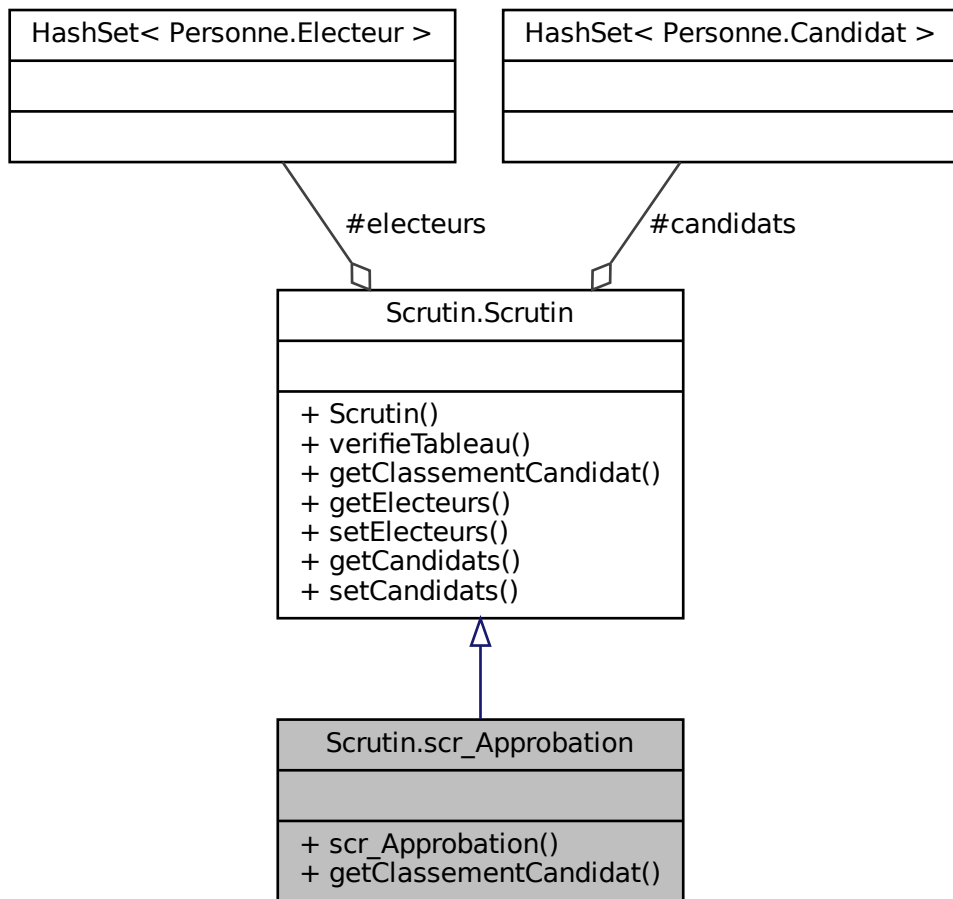 HashSet< Personne.Electeur >
HashSet< Personne.Candidat >
#electeurs
#candidats
Scrutin.Scrutin
+ Scrutin()
+ verifieTableau()
+ getClassementCandidat()
+ getElecteurs()
+ setElecteurs()
+ getCandidats()
+ setCandidats()
Scrutin.scr_Approbation
+ scr_Approbation()
+ getClassementCandidat()